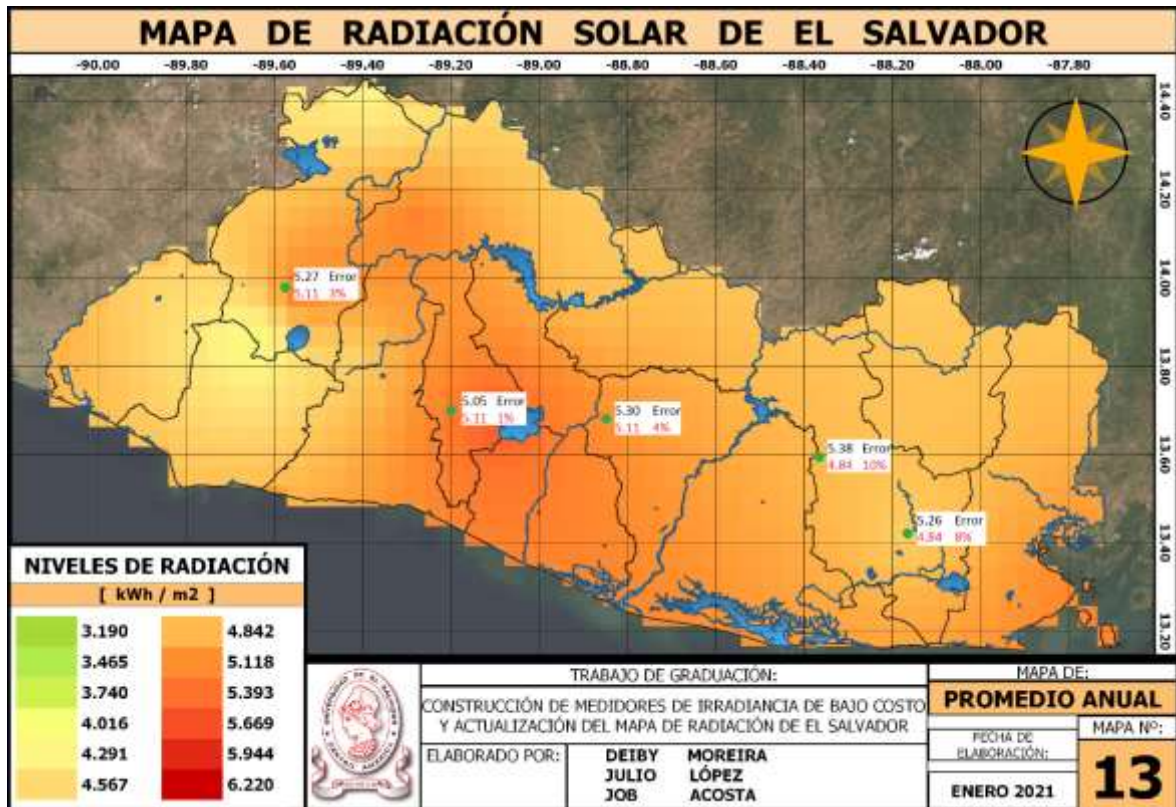 MAPA DE RADIACIÓN SOLAR DE EL SALVADOR
-90.00 -89.80 -89.60 -89.40 -89.20 -89.00 -88.80 -88.60 -88.40 -88.20 -88.00 -87.80
14.40
14.20
14.00
13.80
13.60
13.40
13.20
5.27 Error
5.11 3%
5.05 Error
5.11 1%
5.30 Error
5.11 4%
5.38 Error
4.84 10%
5.26 Error
4.84 8%
NIVELES DE RADIACIÓN
[ kWh / m2 ]
3.190 4.842
3.465 5.118
3.740 5.393
4.016 5.669
4.291 5.944
4.567 6.220
TRABAJO DE GRADUACIÓN:
CONSTRUCCIÓN DE MEDIDORES DE IRRADIANCIA DE BAJO COSTO
Y ACTUALIZACIÓN DEL MAPA DE RADIACIÓN DE EL SALVADOR
ELABORADO POR:
DEIBY MOREIRA
JULIO LÓPEZ
JOB ACOSTA
MAPA DE:
PROMEDIO ANUAL
FECHA DE
ELABORACIÓN:
ENERO 2021
MAPA Nº:
13